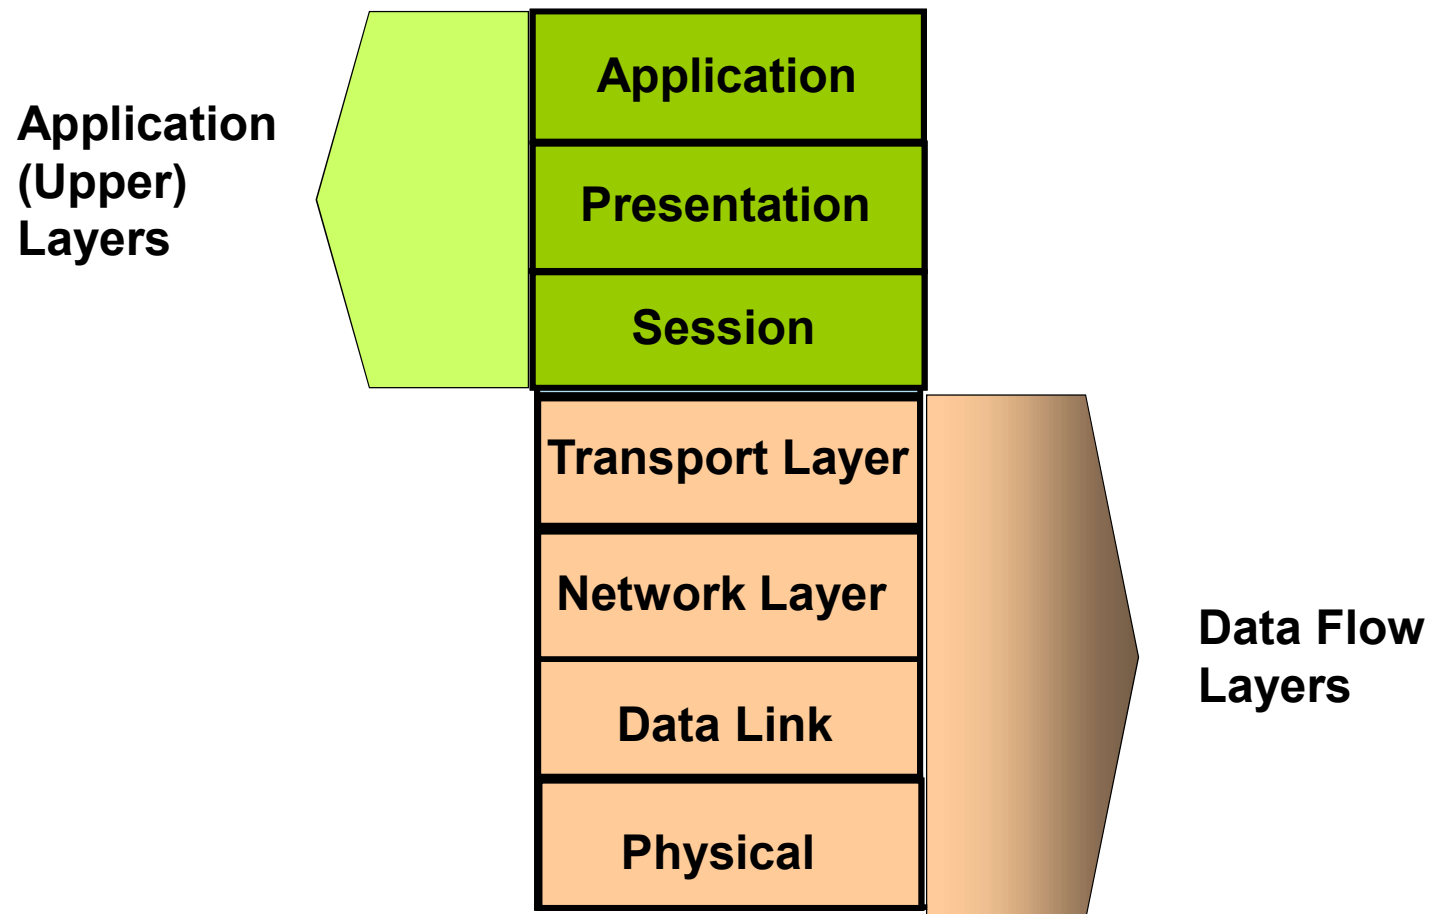 Application
(Upper)
Layers
Application
Presentation
Session
Transport Layer
Network Layer
Data Link
Physical
Data Flow
Layers